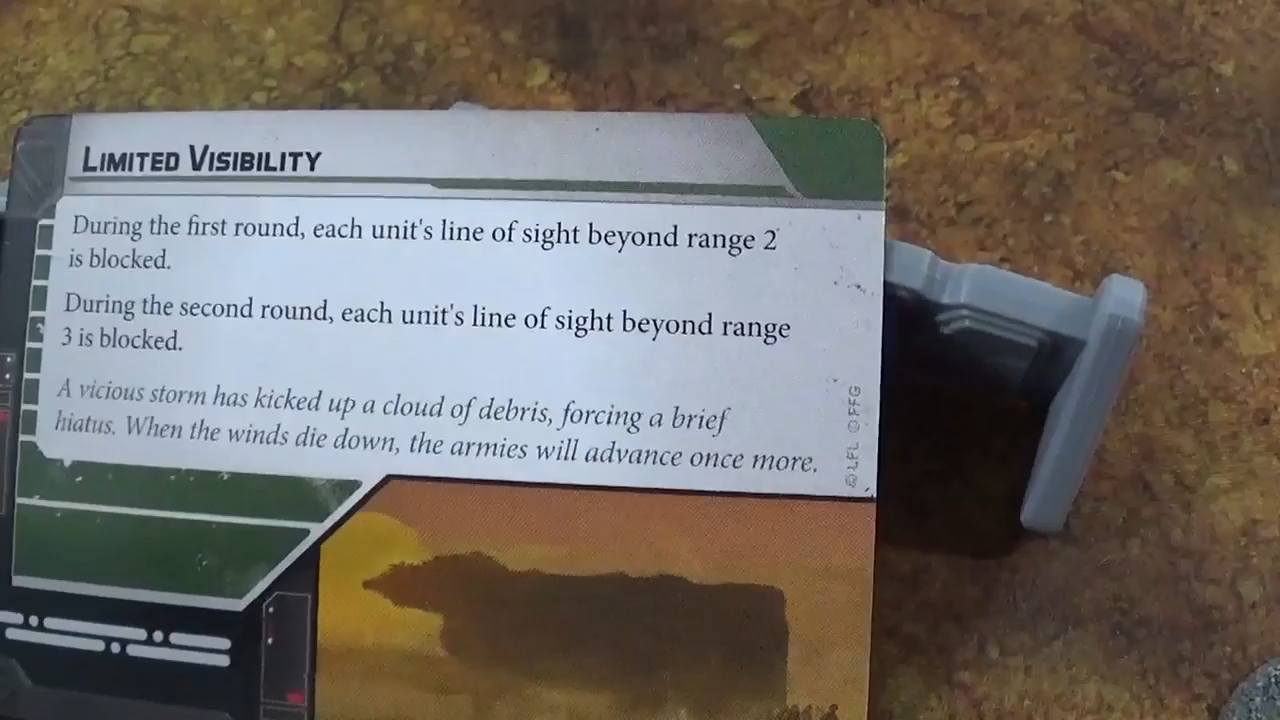 LIMITED VISIBILITY
During the first round, each unit's line of sight beyond range 2
is blocked.
During the second round, each unit's line of sight beyond range
3 is blocked.
A vicious storm has kicked up a cloud of debris, forcing a brief
hiatus. When the winds die down, the armies will advance once more.
© LFL © FFG